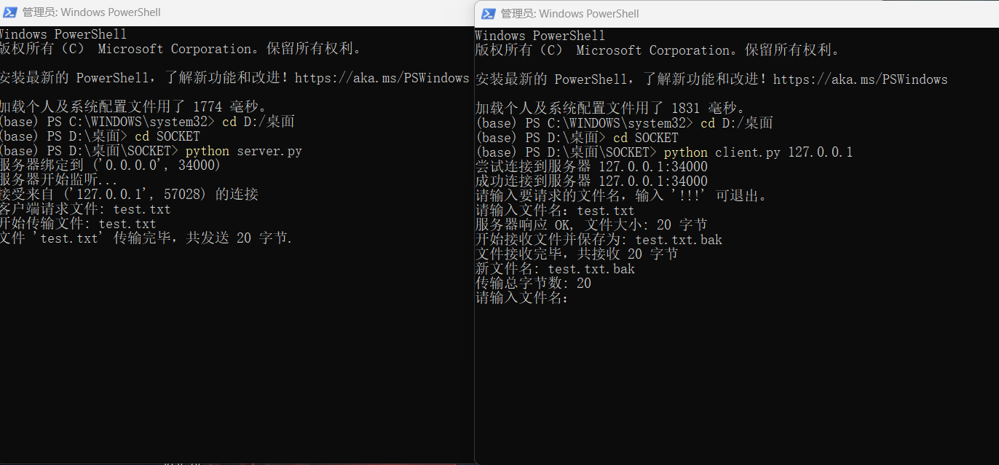 管理员: Windows PowerShell
Windows PowerShell
版权所有（C） Microsoft Corporation。保留所有权利。
安装最新的 PowerShell，了解新功能和改进！https://aka.ms/PSWindows
加载个人及系统配置文件用了 1774 毫秒。
(base) PS C:\WINDOWS\system32> cd D:/桌面
(base) PS D:\桌面> cd SOCKET
(base) PS D:\桌面\SOCKET> python server.py
服务器绑定到 ('0.0.0.0', 34000)
服务器开始监听...
接受来自 ('127.0.0.1', 57028) 的连接
客户端请求文件: test.txt
开始传输文件: test.txt
文件 'test.txt' 传输完毕，共发送 20 字节.
管理员: Windows PowerShell
Windows PowerShell
版权所有（C） Microsoft Corporation。保留所有权利。
安装最新的 PowerShell，了解新功能和改进！https://aka.ms/PSWindows
加载个人及系统配置文件用了 1831 毫秒。
(base) PS C:\WINDOWS\system32> cd D:/桌面
(base) PS D:\桌面> cd SOCKET
(base) PS D:\桌面\SOCKET> python client.py 127.0.0.1
尝试连接到服务器 127.0.0.1:34000
成功连接到服务器 127.0.0.1:34000
请输入要请求的文件名，输入 '!!!' 可退出。
请输入文件名：test.txt
服务器响应 OK, 文件大小: 20 字节
开始接收文件并保存为: test.txt.bak
文件接收完毕，共接收 20 字节
新文件名: test.txt.bak
传输总字节数: 20
请输入文件名：